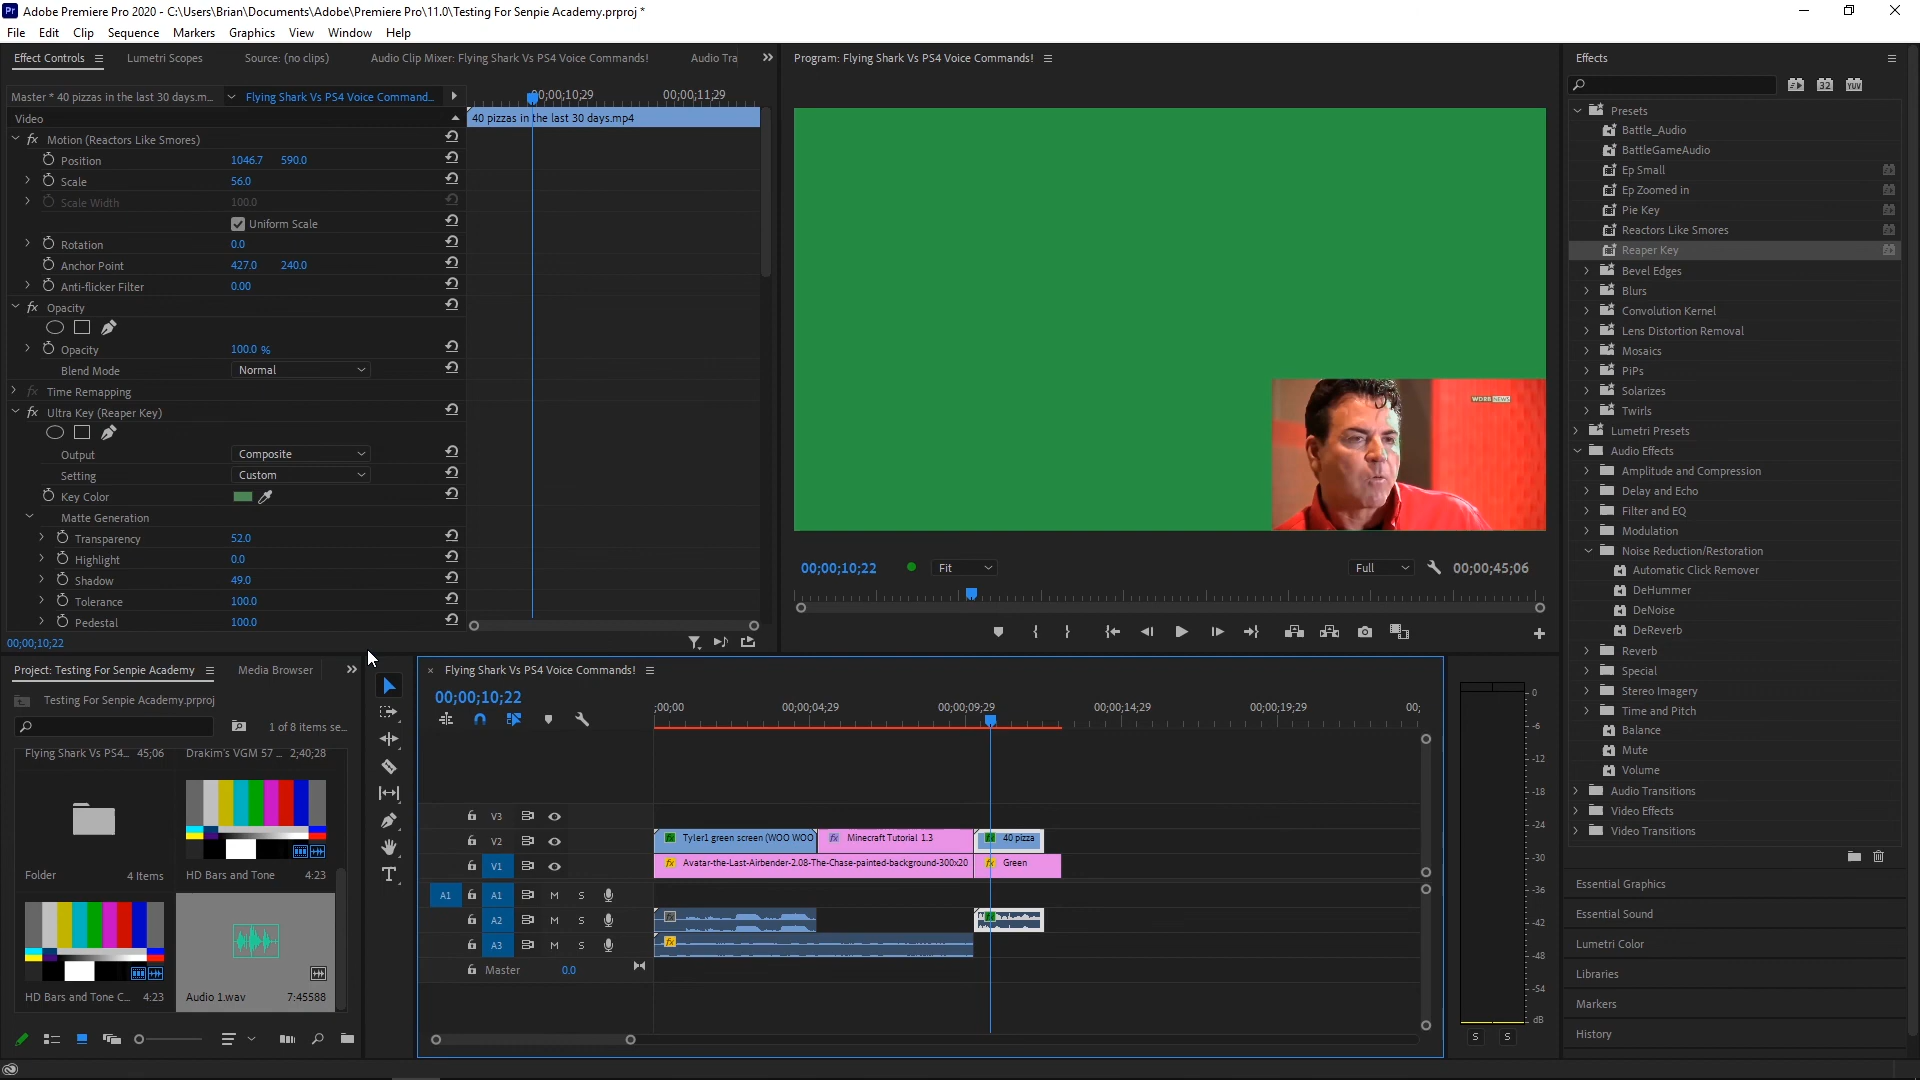 Adobe Premiere Pro 2020 - C:\Users\Brian\Documents\Adobe\Premiere Pro\11.0\Testing For Senpie Academy.prproj *
File Edit Clip Sequence Markers Graphics View Window Help
Effect Controls Lumetri Scopes Source: (no clips) Audio Clip Mixer: Flying Shark Vs PS4 Voice Commands! Audio Tra
Master * 40 pizzas in the last 30 days.m... Flying Shark Vs PS4 Voice Command...
00;00;10;29 00;00;11;29
Video
40 pizzas in the last 30 days.mp4
Motion (Reactors Like Smores)
Position 1046.7 590.0
Scale 56.0
Scale Width 100.0
Uniform Scale
Rotation 0.0
Anchor Point 427.0 240.0
Anti-flicker Filter 0.00
Opacity
Opacity 100.0 %
Blend Mode Normal
Time Remapping
Ultra Key (Reaper Key)
Output Composite
Setting Custom
Key Color
Matte Generation
Transparency 52.0
Highlight 0.0
Shadow 49.0
Tolerance 100.0
Pedestal 100.0
00;00;10;22
Program: Flying Shark Vs PS4 Voice Commands!
WDRB NEWS
00;00;10;22 Fit Full 00;00;45;06
Effects
32 YUV
Presets
Battle_Audio
BattleGameAudio
Ep Small
Ep Zoomed in
Pie Key
Reactors Like Smores
Reaper Key
Bevel Edges
Blurs
Convolution Kernel
Lens Distortion Removal
Mosaics
PiPs
Solarizes
Twirls
Lumetri Presets
Audio Effects
Amplitude and Compression
Delay and Echo
Filter and EQ
Modulation
Noise Reduction/Restoration
Automatic Click Remover
DeHummer
DeNoise
DeReverb
Reverb
Special
Stereo Imagery
Time and Pitch
Balance
Mute
Volume
Audio Transitions
Video Effects
Video Transitions
Essential Graphics
Essential Sound
Lumetri Color
Libraries
Markers
History
Project: Testing For Senpie Academy Media Browser
Testing For Senpie Academy.prproj
1 of 8 items se...
Flying Shark Vs PS4... 45;06 Drakim's VGM 57 ... 2;40;28
Folder 4 Items HD Bars and Tone 4:23
HD Bars and Tone C... 4:23 Audio 1.wav 7:45588
Flying Shark Vs PS4 Voice Commands!
00;00;10;22
;00;00 00;00;04;29 00;00;09;29 00;00;14;29 00;00;19;29 00;
V3
V2 Tyler1 green screen (WOO WOO Minecraft Tutorial 1.3 40 pizza
V1 Avatar-the-Last-Airbender-2.08-The-Chase-painted-background-300x20 Green
A1 A1 M S
A2 M S
A3 M S
Master 0.0
0
-6
-12
-18
-24
-30
-36
-42
-48
-54
dB
S S